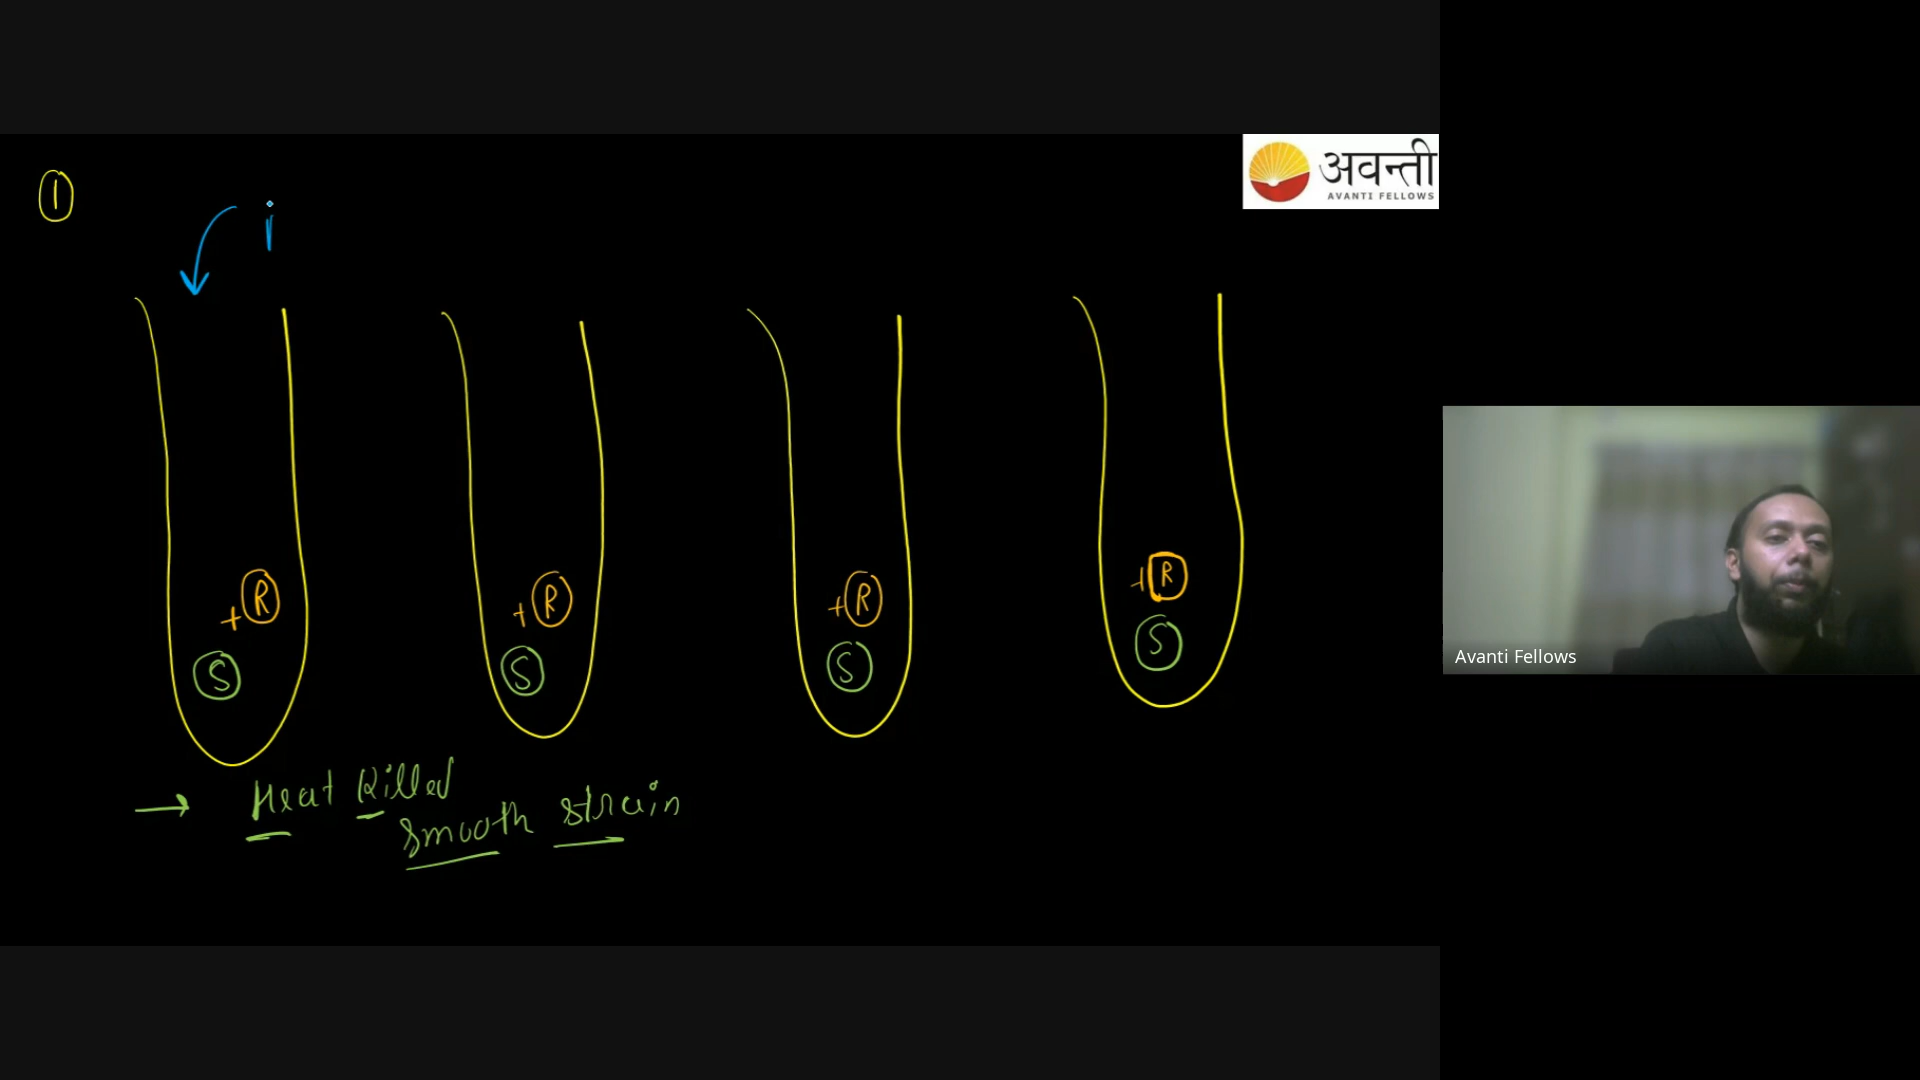 1
अवन्ती
AVANTI FELLOWS
i
+ R
S
+ R
S
+ R
S
+ R
S
Avanti Fellows
→ Heat Killed
smooth strain